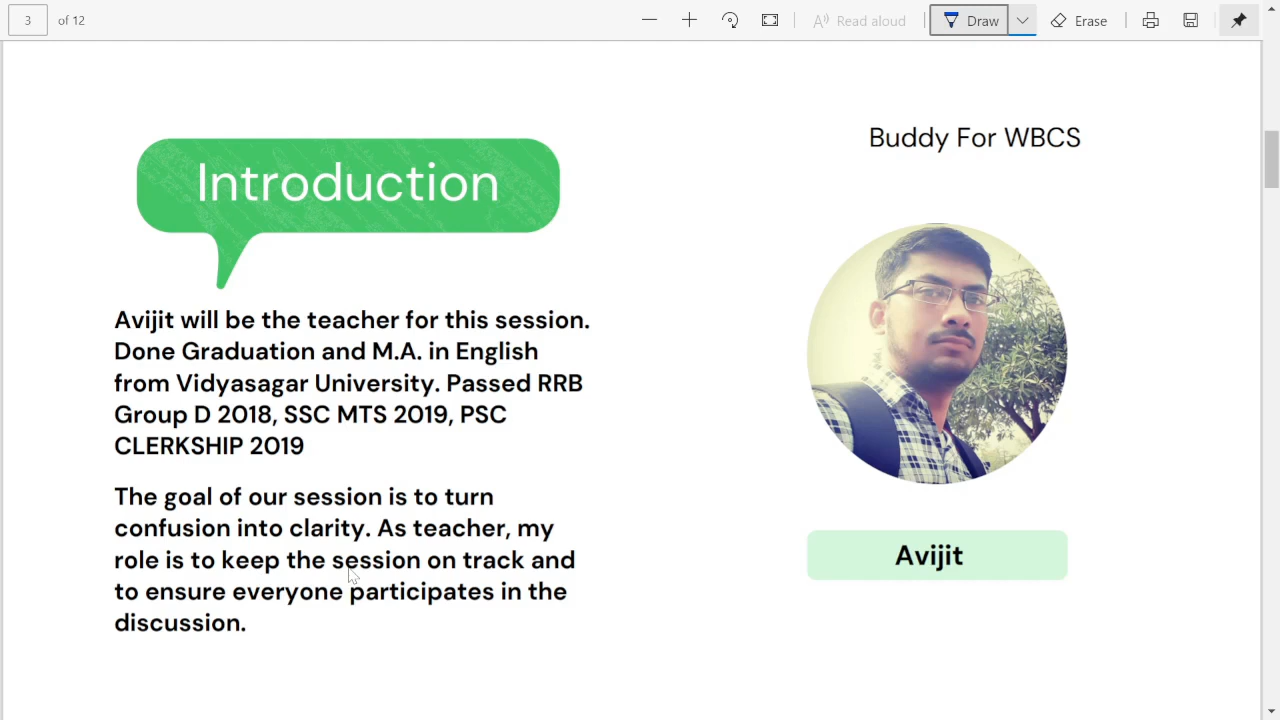 3 of 12 Read aloud Draw Erase
Buddy For WBCS
Introduction
Avijit will be the teacher for this session.
Done Graduation and M.A. in English
from Vidyasagar University. Passed RRB
Group D 2018, SSC MTS 2019, PSC
CLERKSHIP 2019
The goal of our session is to turn
confusion into clarity. As teacher, my
role is to keep the session on track and
to ensure everyone participates in the
discussion.
Avijit